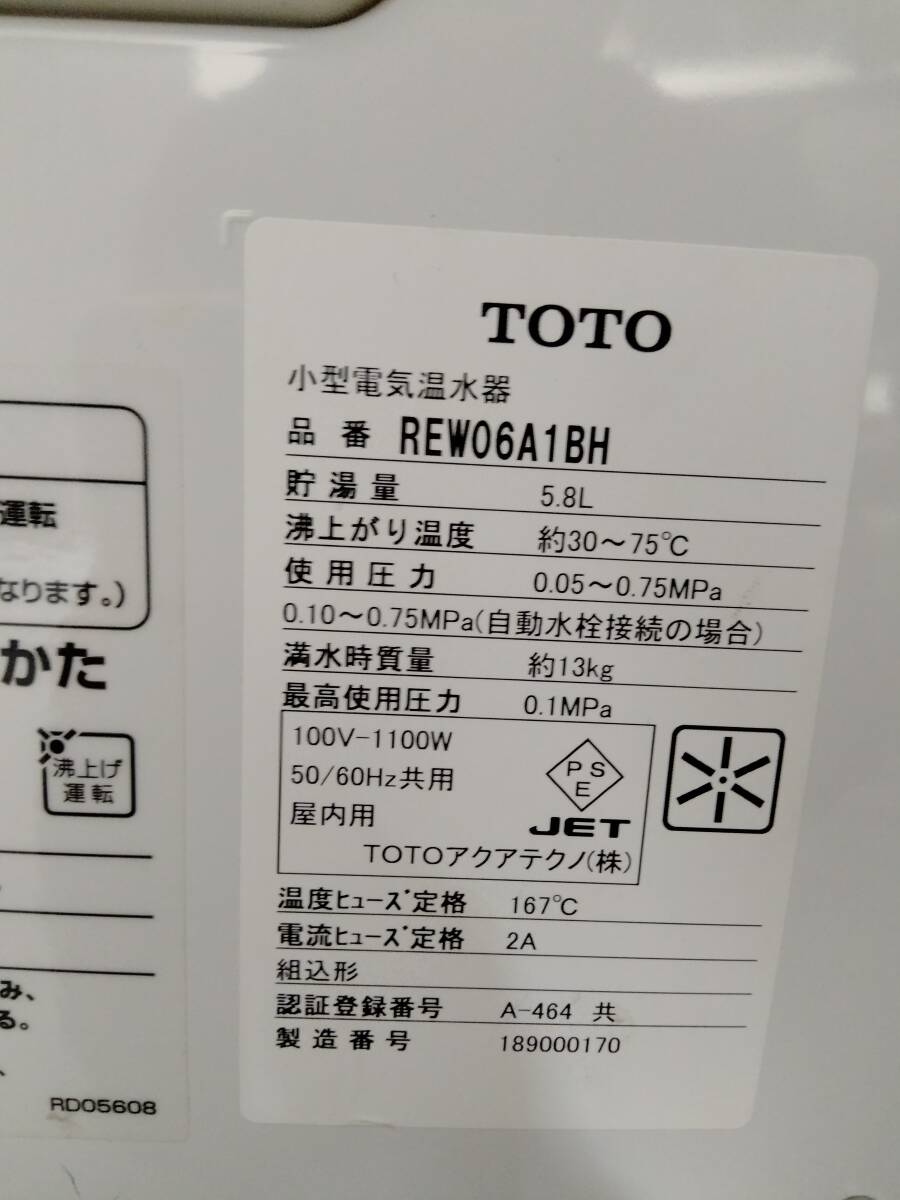 運転
なります。)
かた
沸上げ
運転
み、
る。
、
RD05608
TOTO
小型電気温水器
品番 REW06A1BH
貯湯量 5.8L
沸上がり温度 約30～75℃
使用圧力 0.05～0.75MPa
0.10～0.75MPa(自動水栓接続の場合)
満水時質量 約13kg
最高使用圧力 0.1MPa
100V-1100W
50/60Hz共用
屋内用
PSE
JET
TOTOアクアテクノ(株)
温度ﾋｭｰｽﾞ定格 167℃
電流ﾋｭｰｽﾞ定格 2A
組込形
認証登録番号 A-464 共
製造番号 189000170